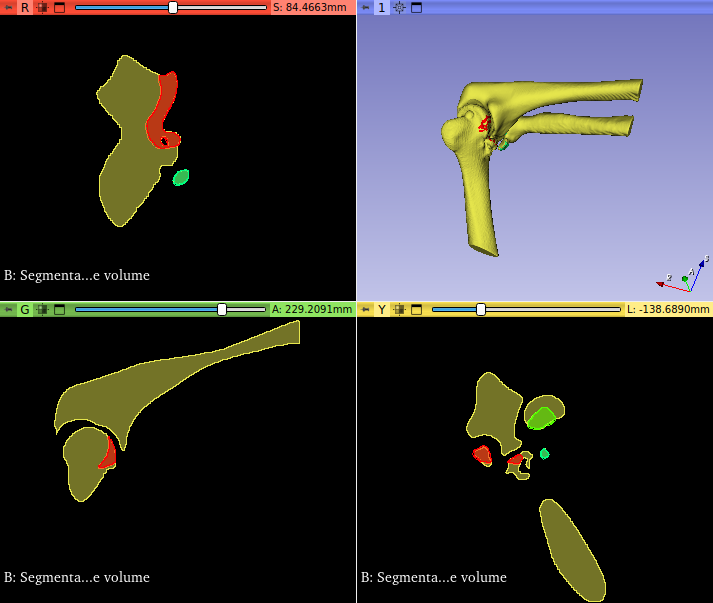 R S: 84.4663mm
1
B: Segmenta...e volume
R A S
G A: 229.2091mm
Y L: -138.6890mm
B: Segmenta...e volume
B: Segmenta...e volume